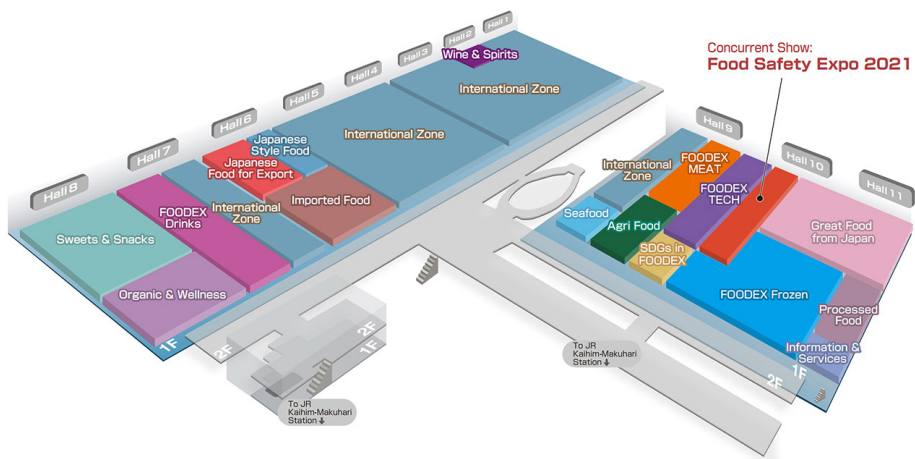 Hall 1
Hall 2
Hall 3
Hall 4
Hall 5
Hall 6
Hall 7
Hall 8
Wine & Spirits
International Zone
International Zone
Japanese
Style Food
Japanese
Food for Export
Imported Food
International
Zone
FOODEX
Drinks
Sweets & Snacks
Organic & Wellness
1F
2F
2F
1F
To JR
Kaihim-Makuhari
Station ↓
Concurrent Show:
Food Safety Expo 2021
Hall 9
Hall 10
Hall 11
International
Zone
FOODEX
MEAT
FOODEX
TECH
Great Food
from Japan
Seafood
Agri Food
SDGs in
FOODEX
FOODEX Frozen
Processed
Food
Information &
Services
1F
2F
To JR
Kaihim-Makuhari
Station ↓